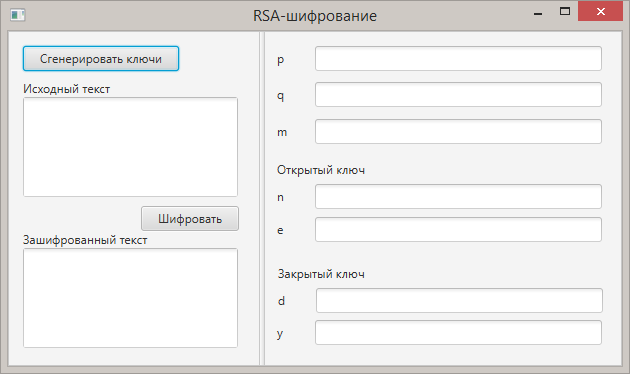 RSA-шифрование
Сгенерировать ключи
Исходный текст
Шифровать
Зашифрованный текст
p
q
m
Открытый ключ
n
e
Закрытый ключ
d
y